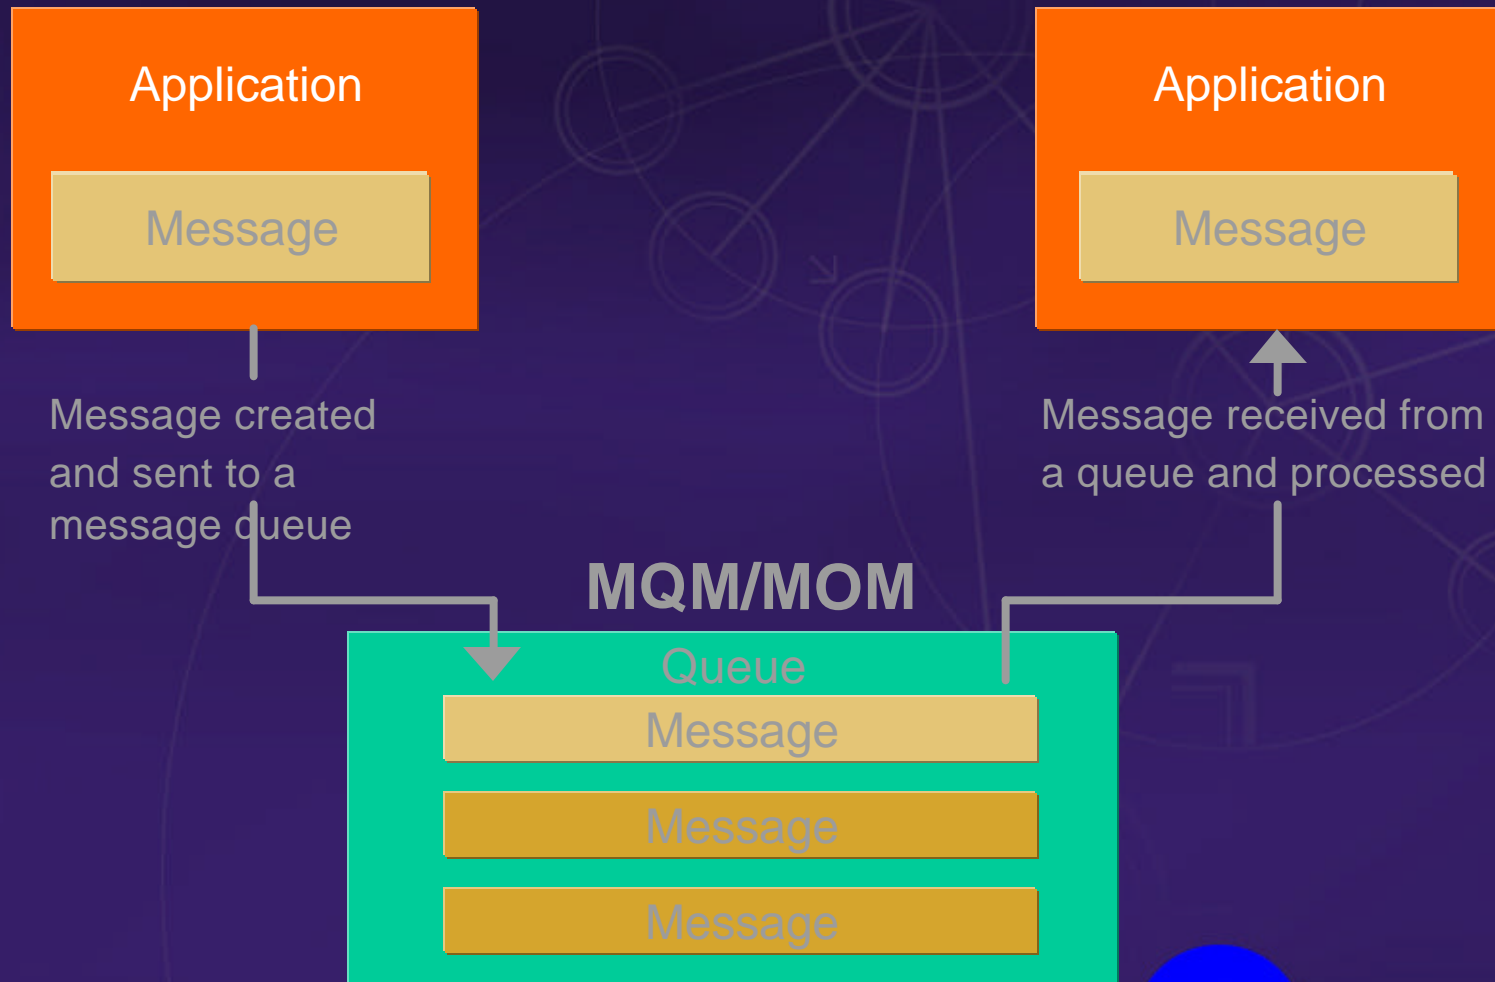 Application
Message
Message created
and sent to a
message queue
Application
Message
Message received from
a queue and processed
MQM/MOM
Queue
Message
Message
Message